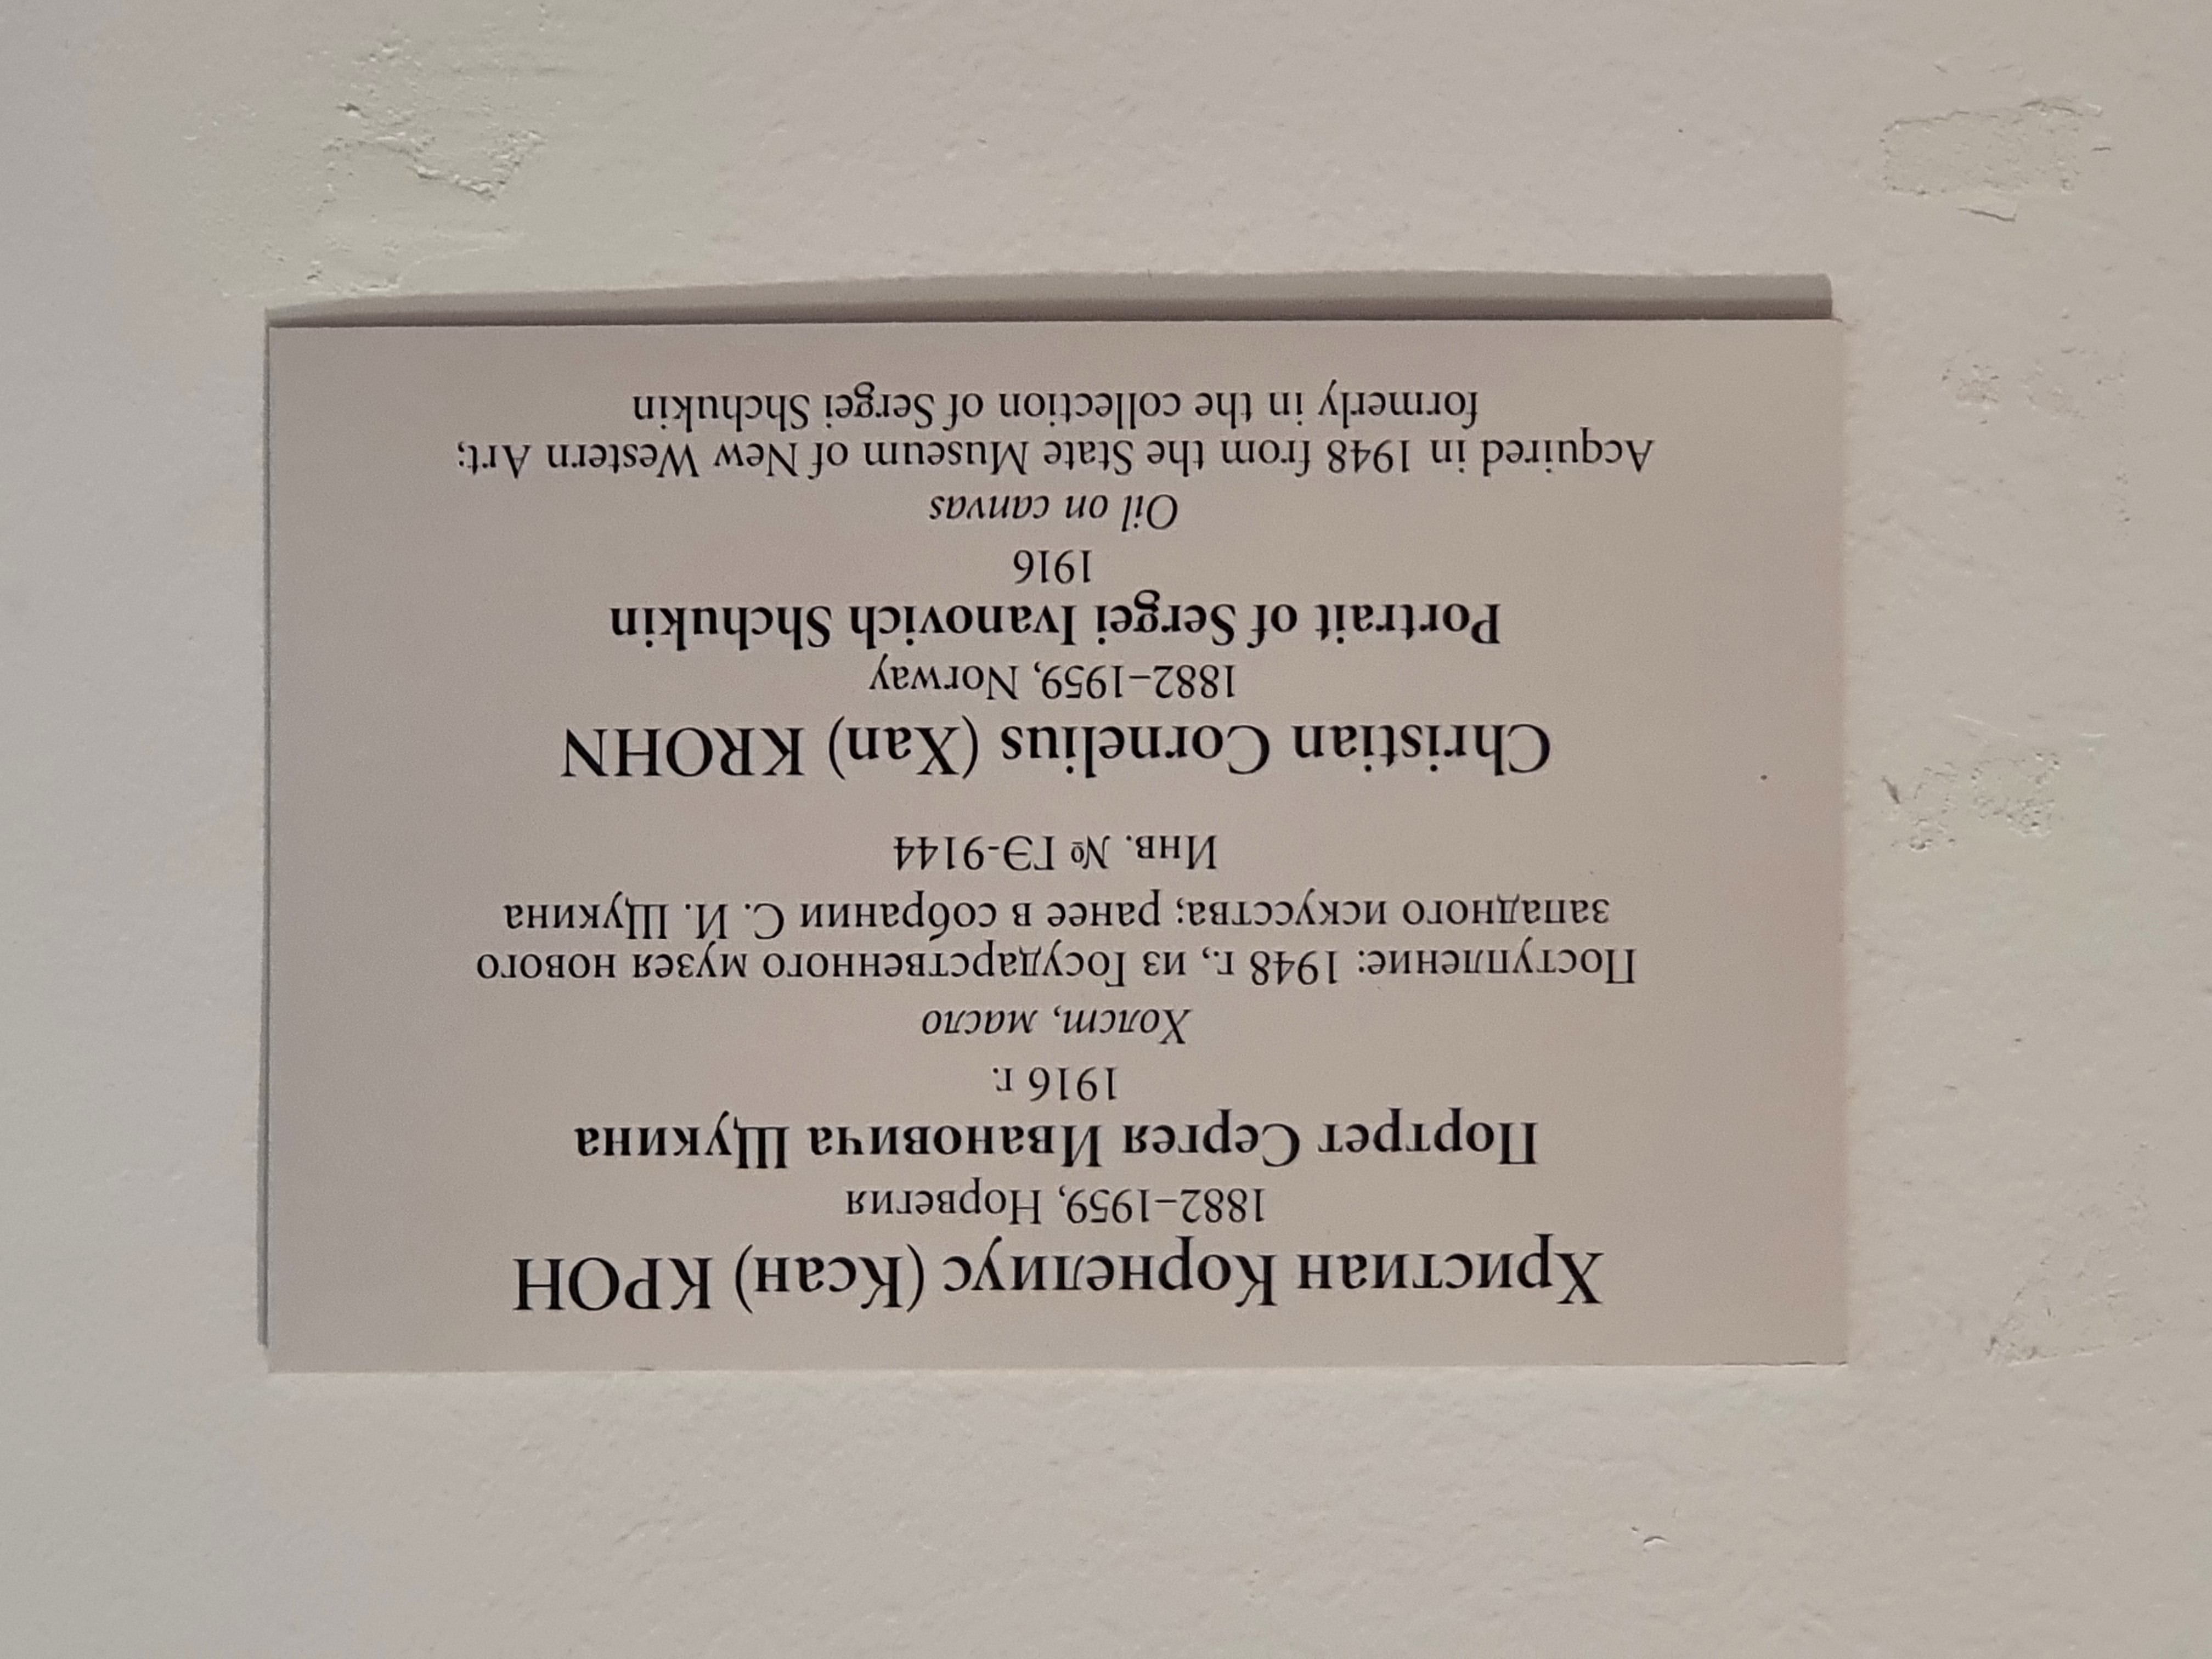 Христиан Корнелиус (Ксан) КРОН
1882–1959, Норвегия
Портрет Сергея Ивановича Щукина
1916 г.
Холст, масло
Поступление: 1948 г., из Государственного музея нового
западного искусства; ранее в собрании С. И. Щукина
Инв. № ГЭ-9144
Christian Cornelius (Xan) KROHN
1882–1959, Norway
Portrait of Sergei Ivanovich Shchukin
1916
Oil on canvas
Acquired in 1948 from the State Museum of New Western Art;
formerly in the collection of Sergei Shchukin